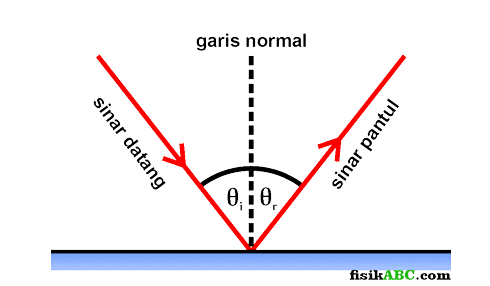 garis normal
sinar datang
sinar pantul
θi
θr
fisikABC.com